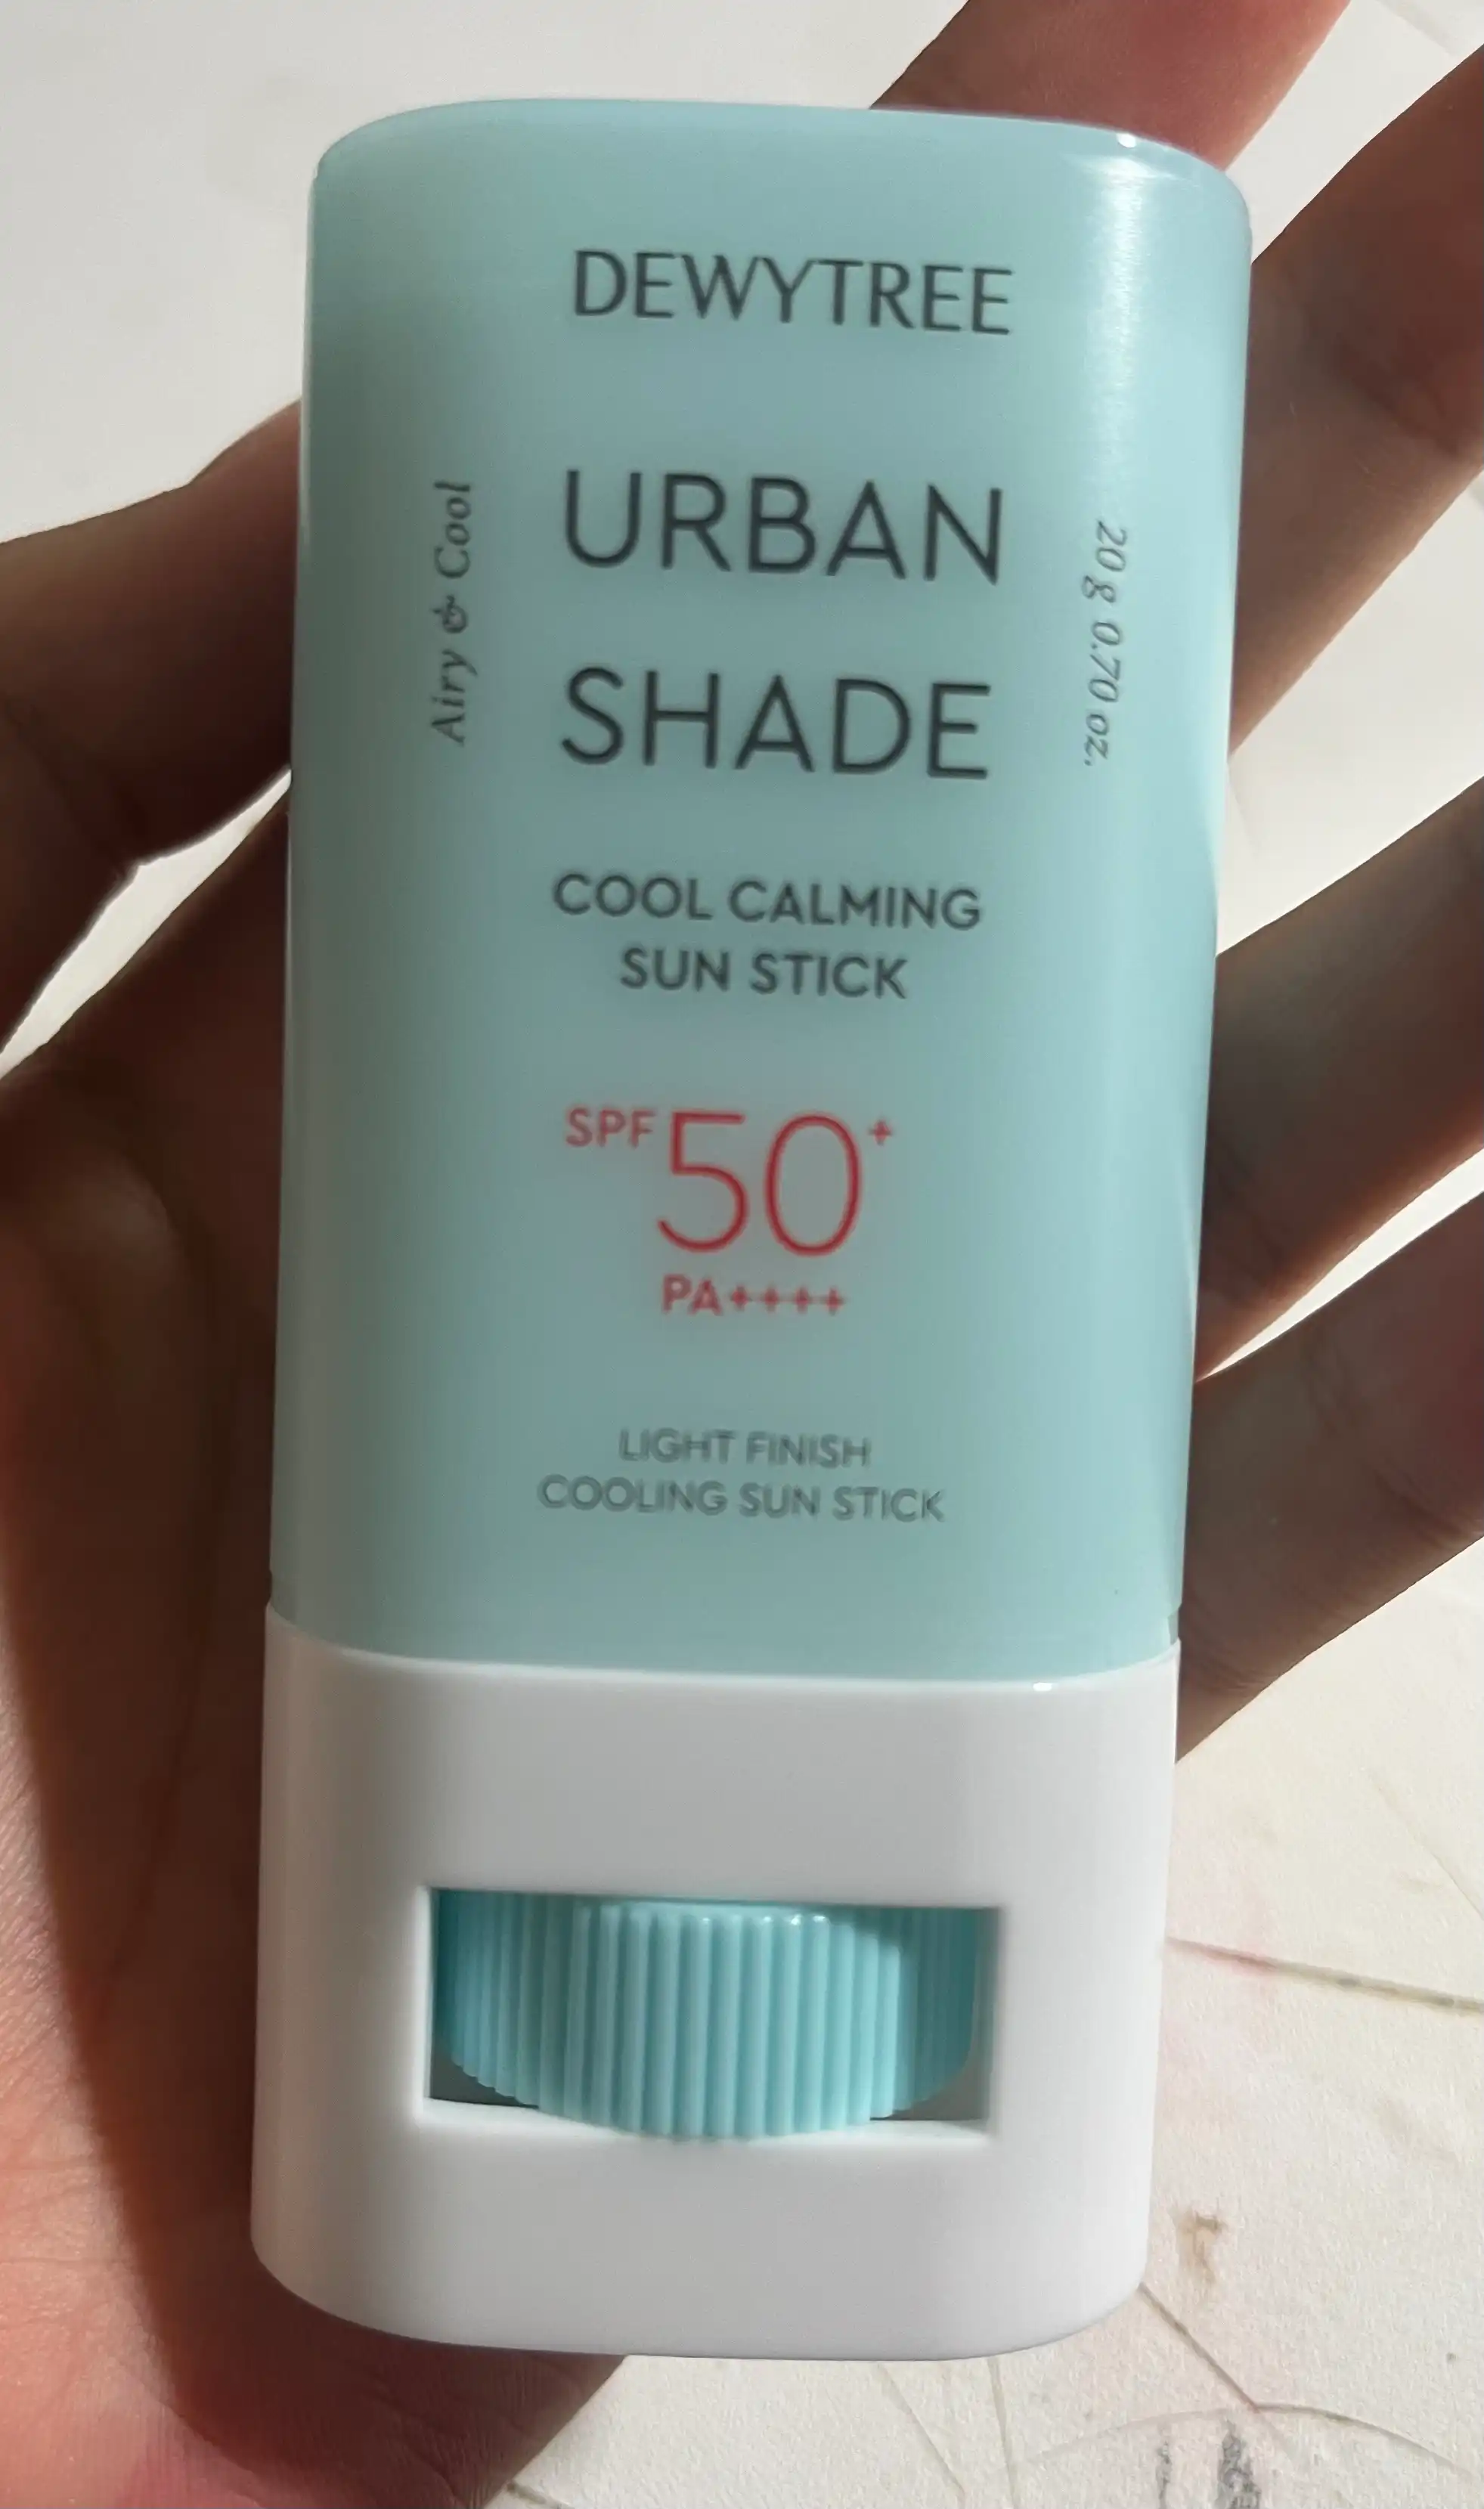 DEWYTREE
URBAN
SHADE
Airy & Cool
20 g 0.70 oz.
COOL CALMING
SUN STICK
SPF 50+
PA++++
LIGHT FINISH
COOLING SUN STICK